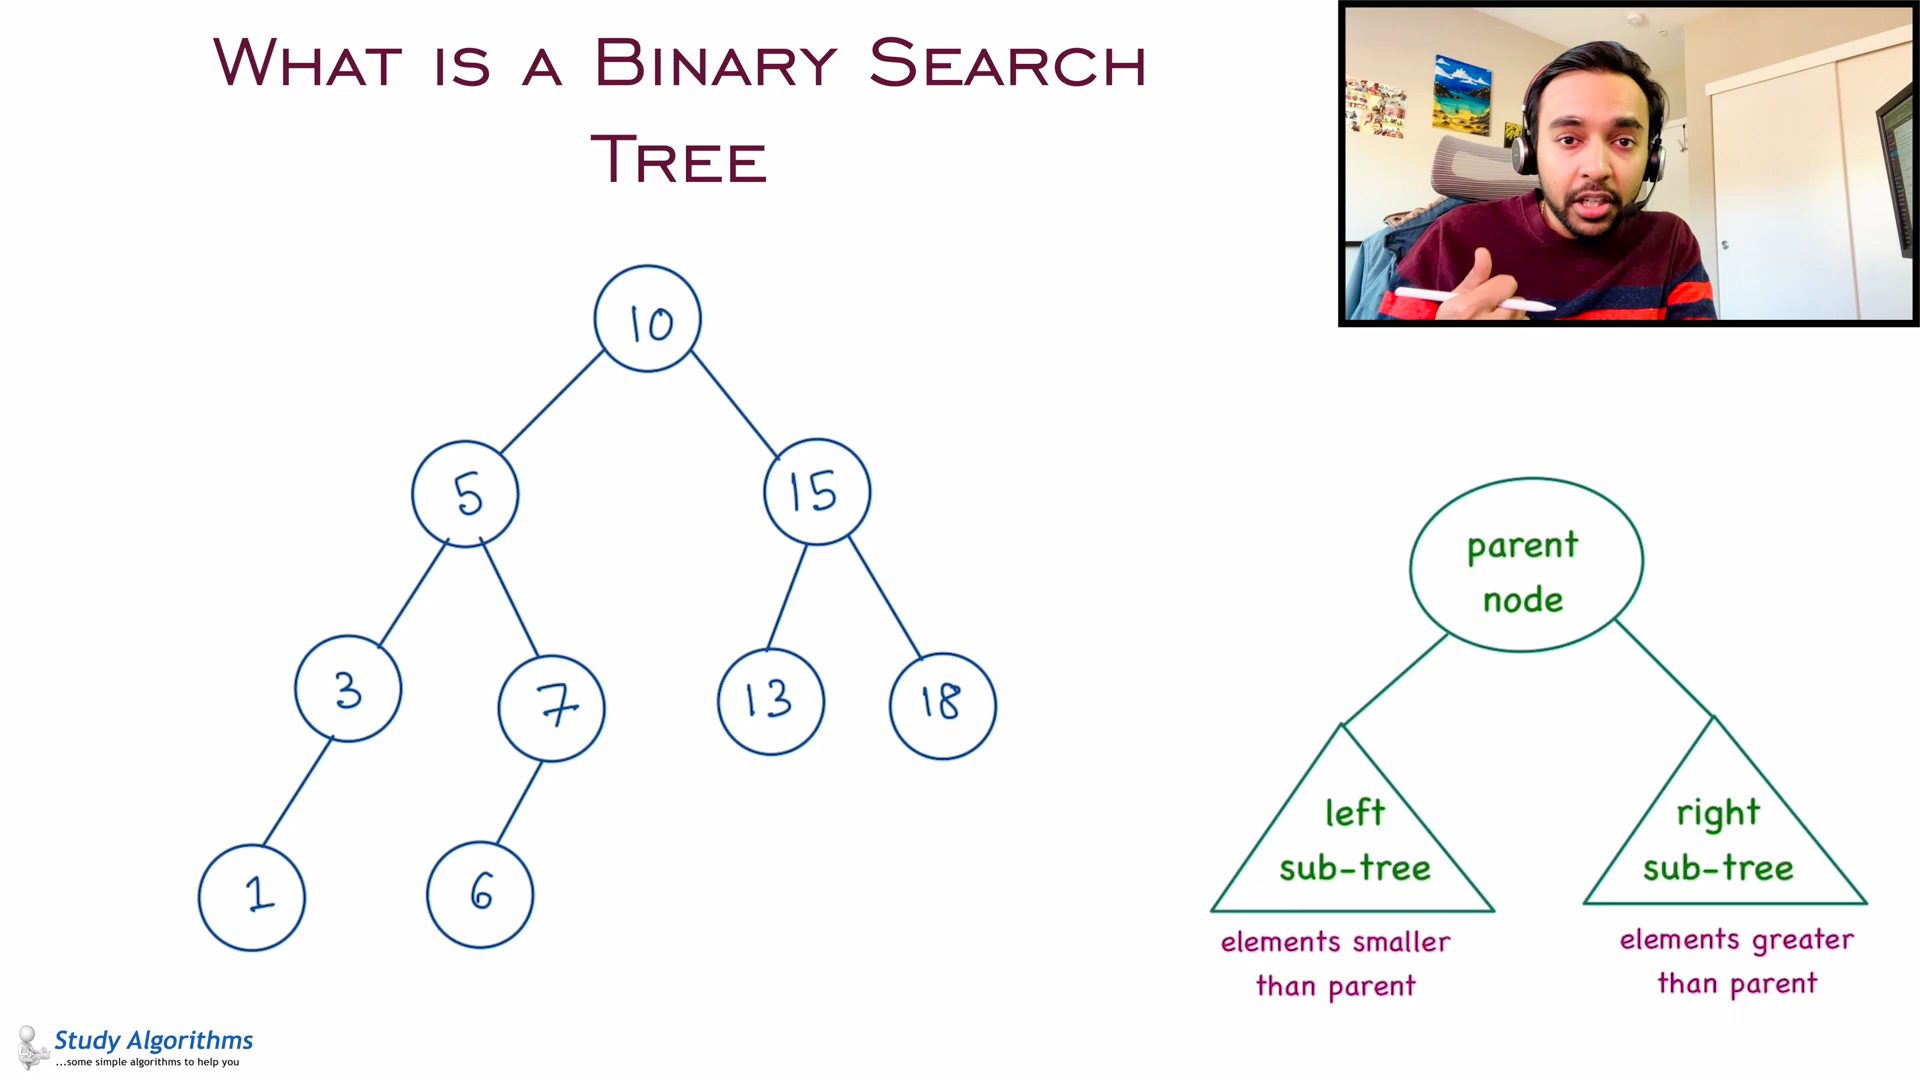 What is a Binary Search
Tree
10
5
15
3
7
13
18
1
6
parent
node
left
sub-tree
right
sub-tree
elements smaller
than parent
elements greater
than parent
Study Algorithms
...some simple algorithms to help you